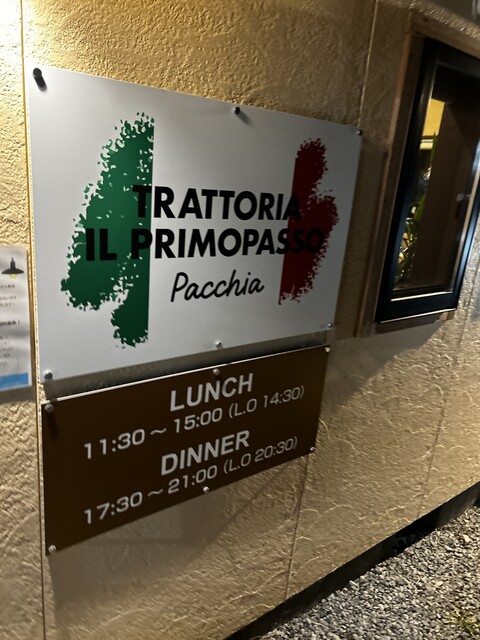 TRATTORIA
IL PRIMOPASSO
Pacchia
LUNCH
11:30～15:00 (L.O 14:30)
DINNER
17:30～21:00 (L.O 20:30)